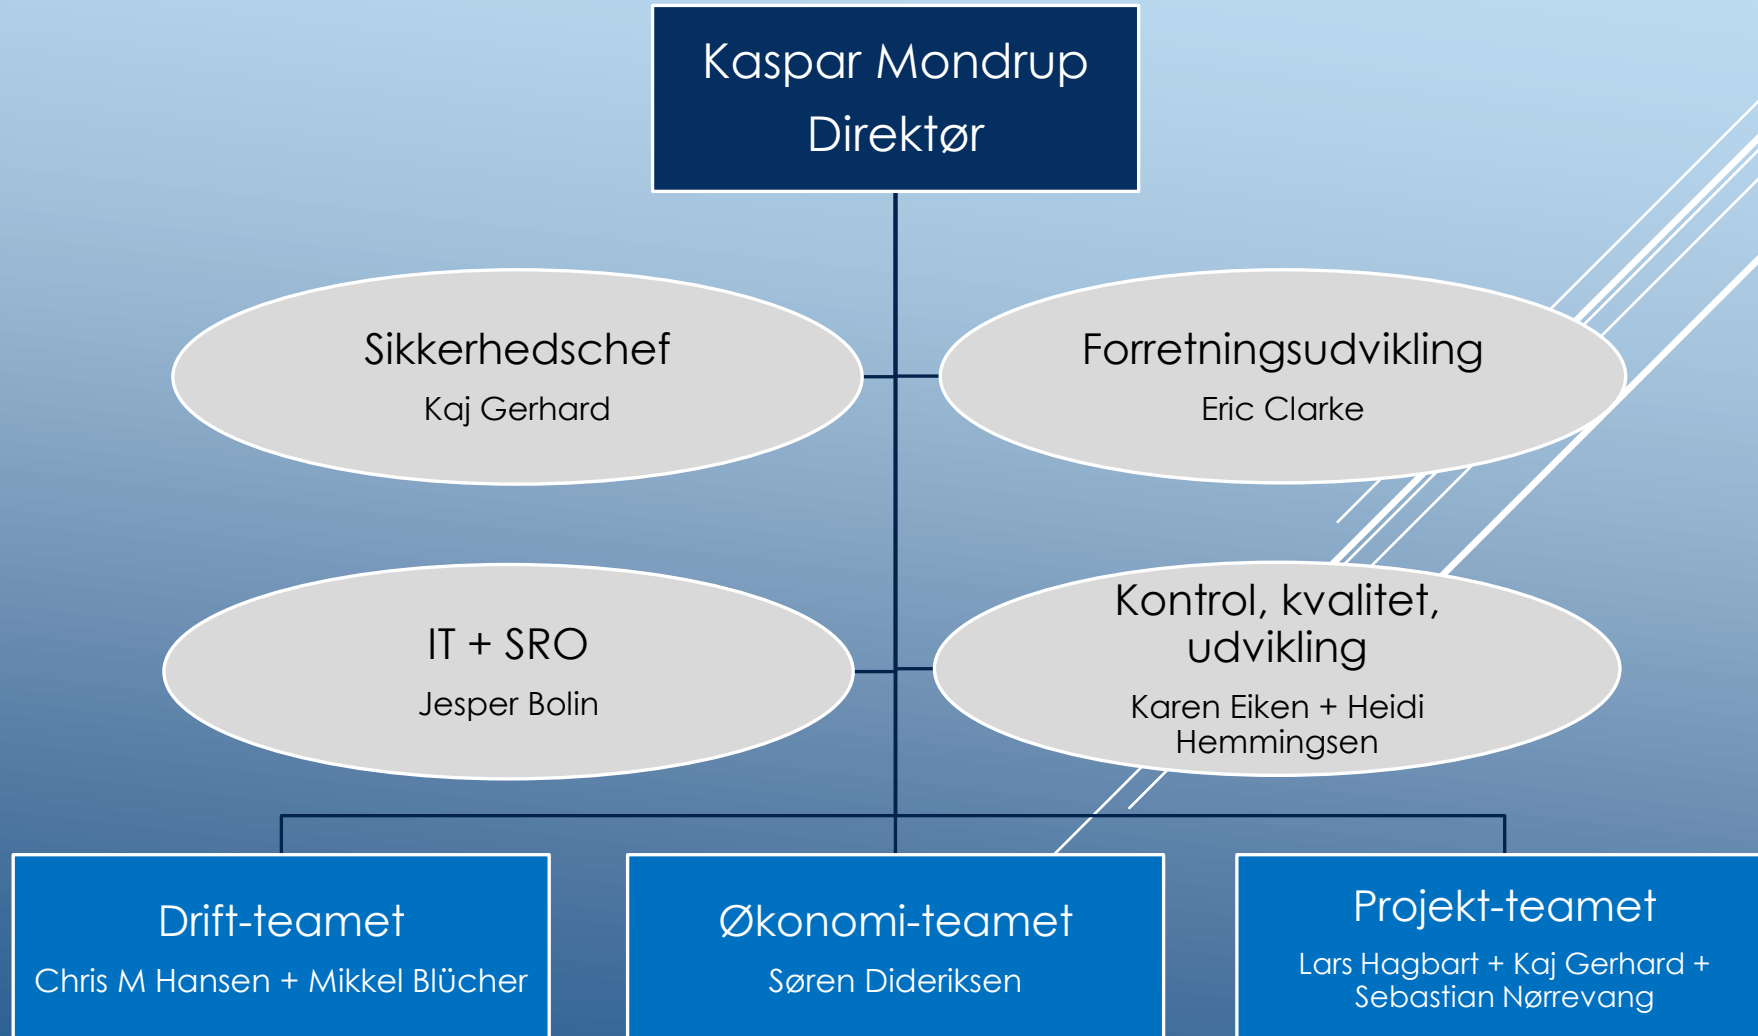 Kaspar Mondrup
Direktør
Sikkerhedschef
Kaj Gerhard
Forretningsudvikling
Eric Clarke
IT + SRO
Jesper Bolin
Kontrol, kvalitet,
udvikling
Karen Eiken + Heidi
Hemmingsen
Drift-teamet
Chris M Hansen + Mikkel Blücher
Økonomi-teamet
Søren Dideriksen
Projekt-teamet
Lars Hagbart + Kaj Gerhard +
Sebastian Nørrevang